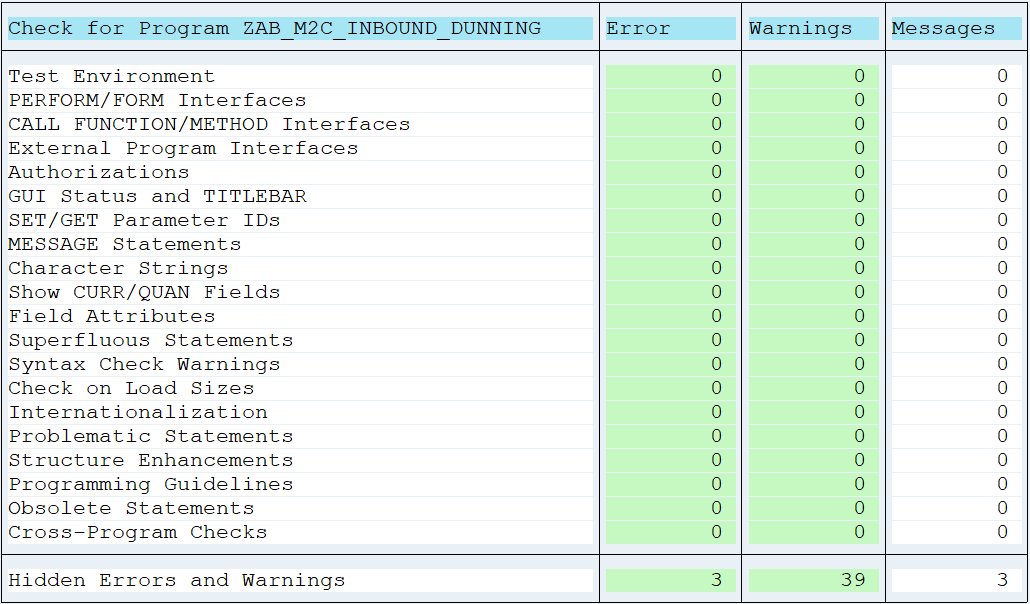 Check for Program ZAB_M2C_INBOUND_DUNNING Error Warnings Messages
Test Environment 0 0 0
PERFORM/FORM Interfaces 0 0 0
CALL FUNCTION/METHOD Interfaces 0 0 0
External Program Interfaces 0 0 0
Authorizations 0 0 0
GUI Status and TITLEBAR 0 0 0
SET/GET Parameter IDs 0 0 0
MESSAGE Statements 0 0 0
Character Strings 0 0 0
Show CURR/QUAN Fields 0 0 0
Field Attributes 0 0 0
Superfluous Statements 0 0 0
Syntax Check Warnings 0 0 0
Check on Load Sizes 0 0 0
Internationalization 0 0 0
Problematic Statements 0 0 0
Structure Enhancements 0 0 0
Programming Guidelines 0 0 0
Obsolete Statements 0 0 0
Cross-Program Checks 0 0 0
Hidden Errors and Warnings 3 39 3